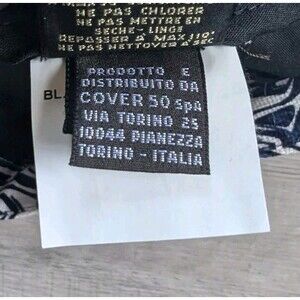 NE PAS CHLORER
NE PAS METTRE EN
SECHE-LINGE
REPASSER A MAX 110°
NE PAS NETTOYER A SEC
BL
PRODOTTO E
DISTRIBUITO DA
COVER 50 spa
VIA TORINO 25
10044 PIANEZZA
TORINO - ITALIA